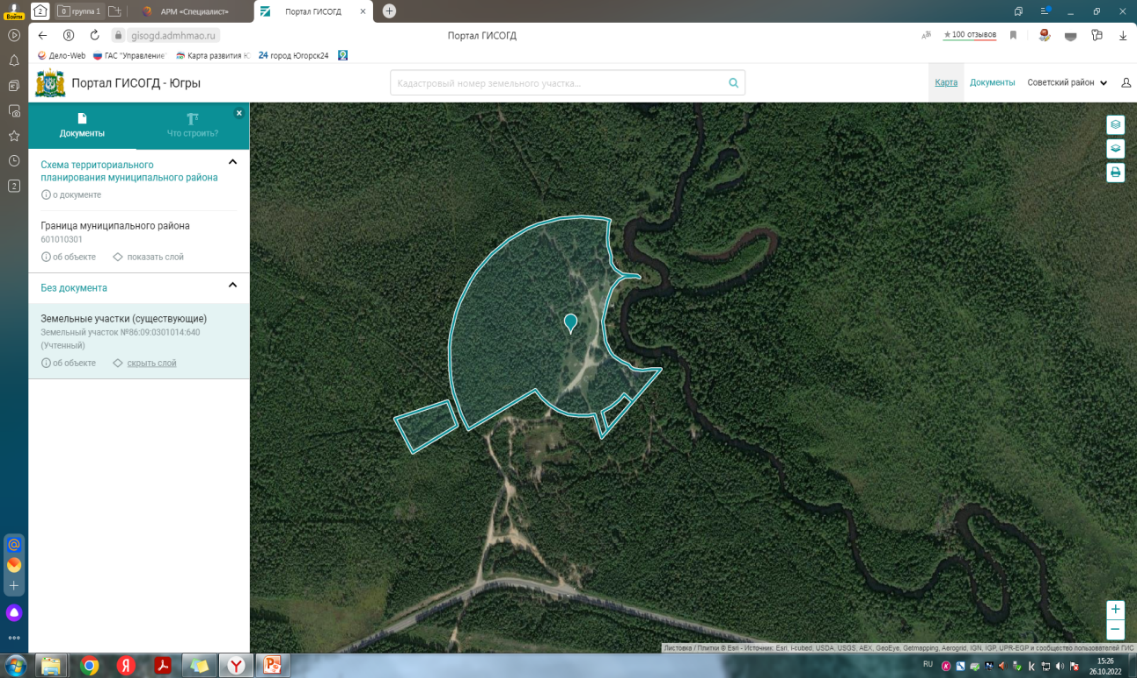 Войти
2
группа 1
АРМ «Специалист»
Портал ГИСОГД
gisogd.admhmao.ru
Портал ГИСОГД
★ 100 отзывов
Дело-Web
ГАС "Управление
Карта развития Ю
24 город Югорск24
Портал ГИСОГД - Югры
Кадастровый номер земельного участка...
Карта
Документы
Советский район
Документы
Что строить?
Схема территориального
планирования муниципального района
о документе
Граница муниципального района
601010301
об объекте
показать слой
Без документа
Земельные участки (существующие)
Земельный участок №86:09:0301014:640
(Учтенный)
об объекте
скрыть слой
2
+
−
Листовка / Плитки © Esri - Источник: Esri, i-cubed, USDA, USGS, AEX, GeoEye, Getmapping, Aerogrid, IGN, IGP, UPR-EGP и сообщество пользователей ГИС
RU
15:26
26.10.2022